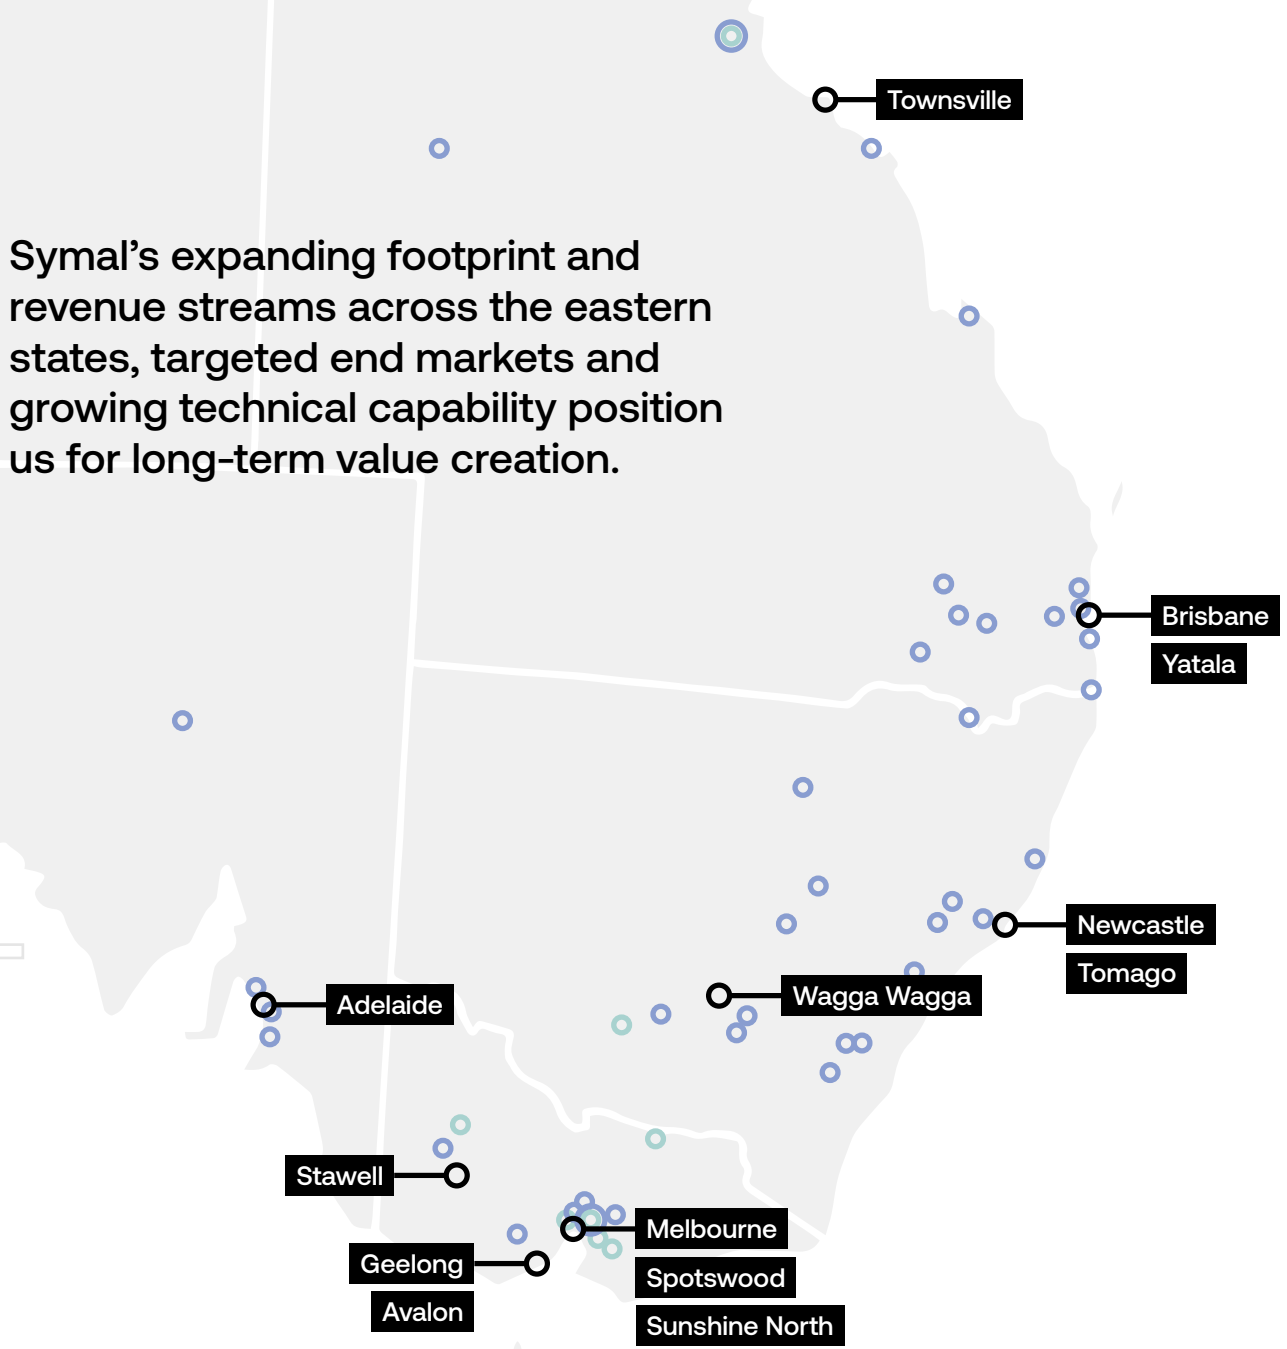 Townsville
Symal’s expanding footprint and
revenue streams across the eastern
states, targeted end markets and
growing technical capability position
us for long-term value creation.
Brisbane
Yatala
Newcastle
Tomago
Wagga Wagga
Adelaide
Stawell
Melbourne
Geelong
Spotswood
Avalon
Sunshine North